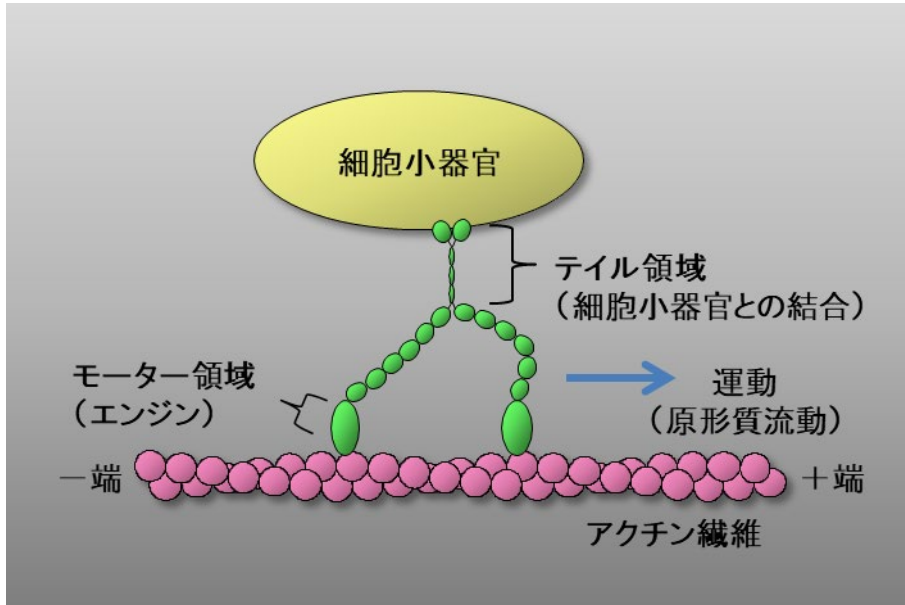 細胞小器官
テイル領域
（細胞小器官との結合）
モーター領域
（エンジン）
運動
（原形質流動）
－端
＋端
アクチン繊維